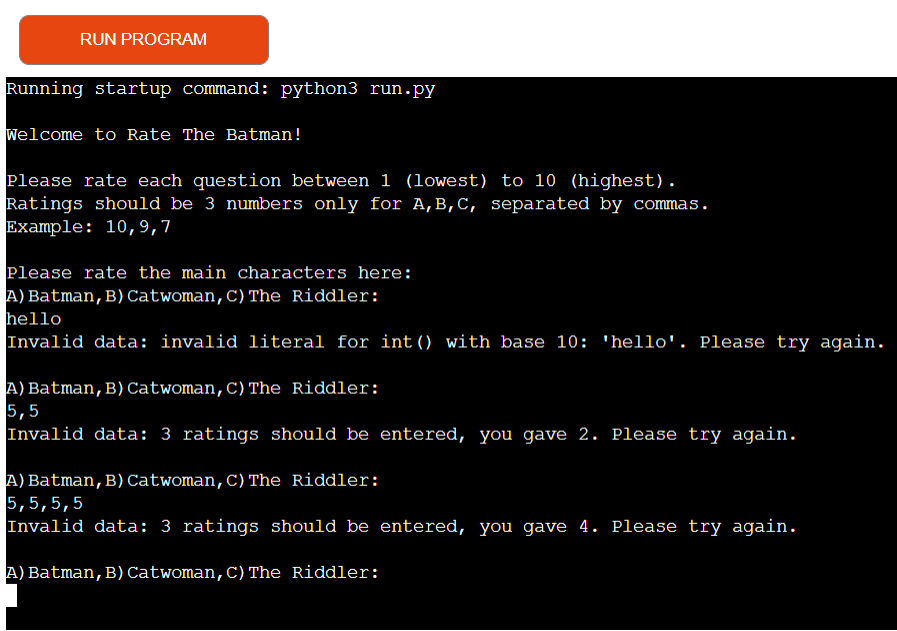 RUN PROGRAM
Running startup command: python3 run.py
Welcome to Rate The Batman!
Please rate each question between 1 (lowest) to 10 (highest).
Ratings should be 3 numbers only for A,B,C, separated by commas.
Example: 10,9,7
Please rate the main characters here:
A)Batman,B)Catwoman,C)The Riddler:
hello
Invalid data: invalid literal for int() with base 10: 'hello'. Please try again.
A)Batman,B)Catwoman,C)The Riddler:
5,5
Invalid data: 3 ratings should be entered, you gave 2. Please try again.
A)Batman,B)Catwoman,C)The Riddler:
5,5,5,5
Invalid data: 3 ratings should be entered, you gave 4. Please try again.
A)Batman,B)Catwoman,C)The Riddler: